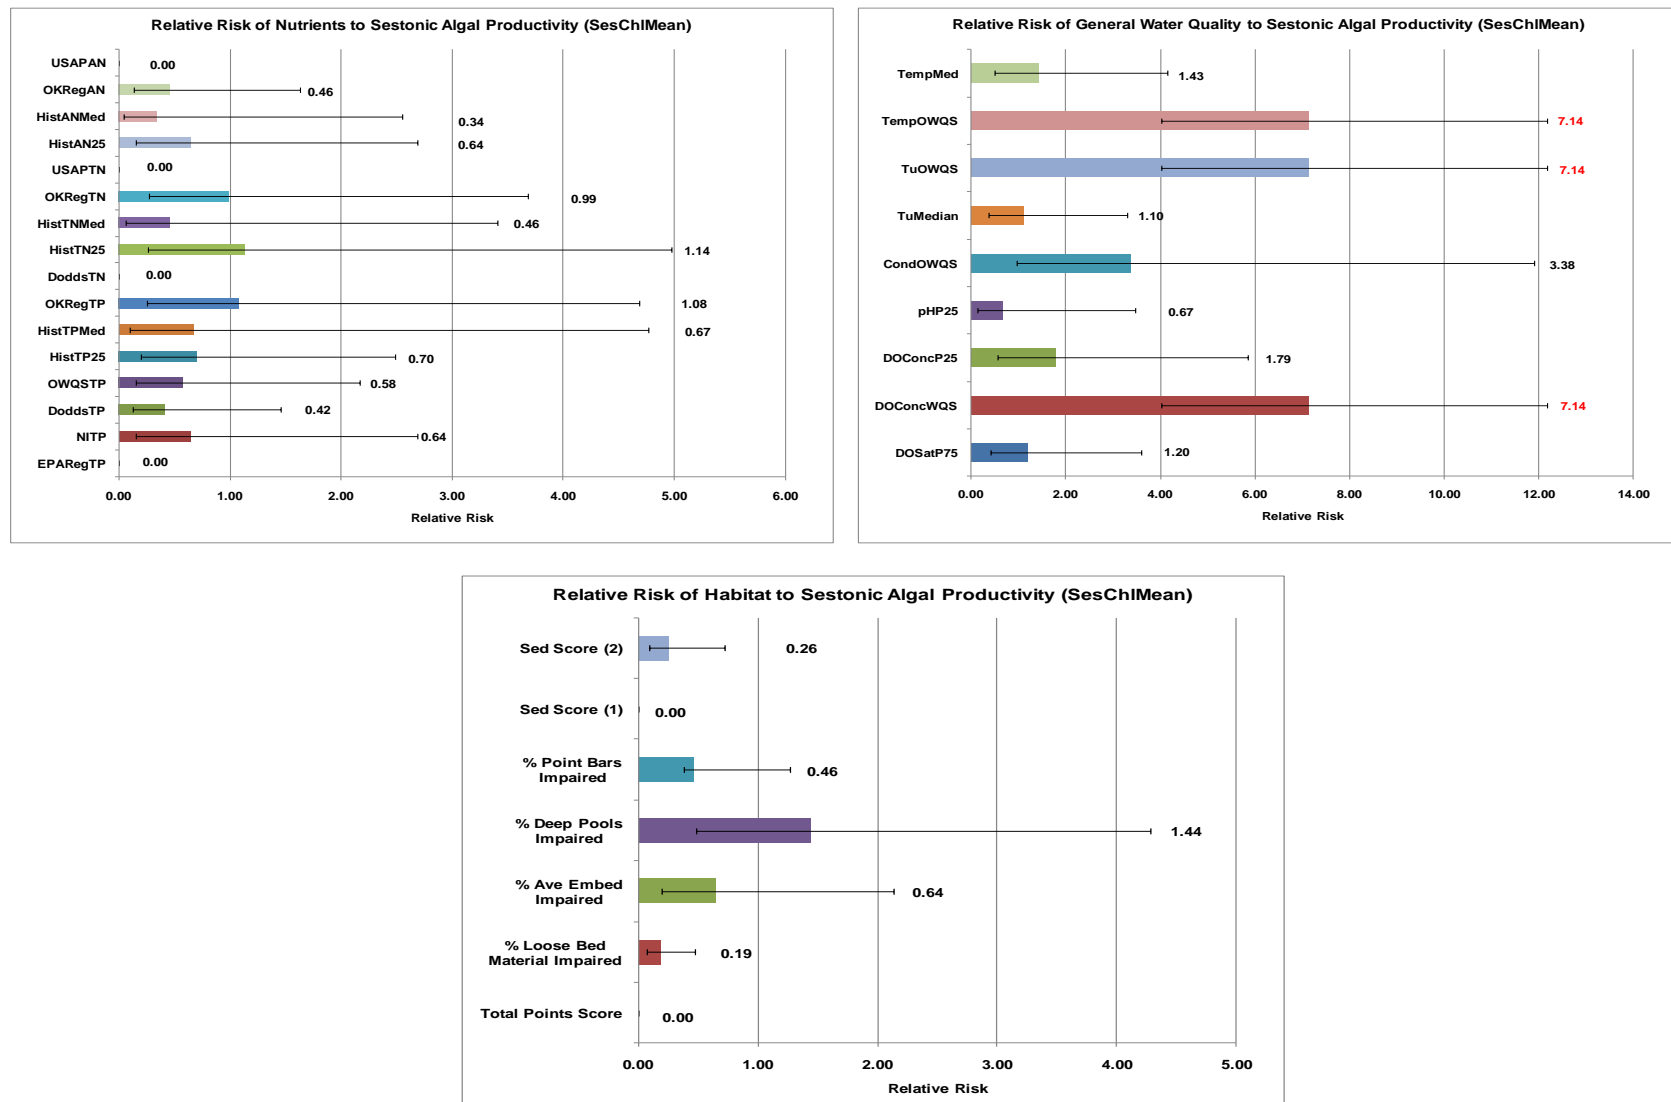 Relative Risk of Nutrients to Sestonic Algal Productivity (SesChlMean)
USAPAN 0.00
OKRegAN 0.46
HistANMed 0.34
HistAN25 0.64
USAPTN 0.00
OKRegTN 0.99
HistTNMed 0.46
HistTN25 1.14
DoddsTN 0.00
OKRegTP 1.08
HistTPMed 0.67
HistTP25 0.70
OWQSTP 0.58
DoddsTP 0.42
NITP 0.64
EPARegTP 0.00
0.00 1.00 2.00 3.00 4.00 5.00 6.00
Relative Risk
Relative Risk of General Water Quality to Sestonic Algal Productivity (SesChlMean)
TempMed 1.43
TempOWQS 7.14
TuOWQS 7.14
TuMedian 1.10
CondOWQS 3.38
pHP25 0.67
DOConcP25 1.79
DOConcWQS 7.14
DOSatP75 1.20
0.00 2.00 4.00 6.00 8.00 10.00 12.00 14.00
Relative Risk
Relative Risk of Habitat to Sestonic Algal Productivity (SesChlMean)
Sed Score (2) 0.26
Sed Score (1) 0.00
% Point Bars
Impaired 0.46
% Deep Pools
Impaired 1.44
% Ave Embed
Impaired 0.64
% Loose Bed
Material Impaired 0.19
Total Points Score 0.00
0.00 1.00 2.00 3.00 4.00 5.00
Relative Risk